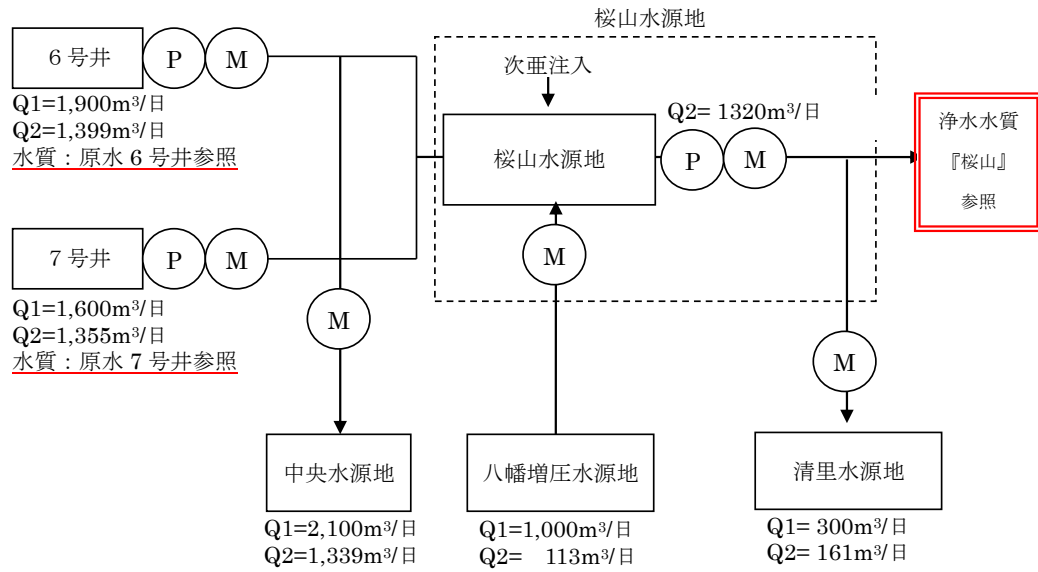 桜山水源地
6号井
P
M
Q1=1,900m³/日
Q2=1,399m³/日
水質：原水6号井参照
次亜注入
桜山水源地
Q2= 1320m³/日
P
M
浄水水質
『桜山』
参照
7号井
P
M
Q1=1,600m³/日
Q2=1,355m³/日
水質：原水7号井参照
M
M
M
中央水源地
Q1=2,100m³/日
Q2=1,339m³/日
八幡増圧水源地
Q1=1,000m³/日
Q2= 113m³/日
清里水源地
Q1= 300m³/日
Q2= 161m³/日